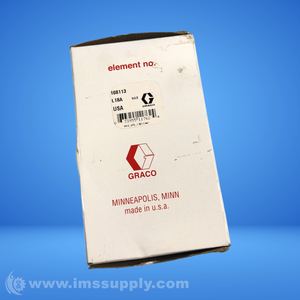 element no.
108113
L18A
USA
GRACO
MINNEAPOLIS, MINN
made in u.s.a.
© www.imssupply.com